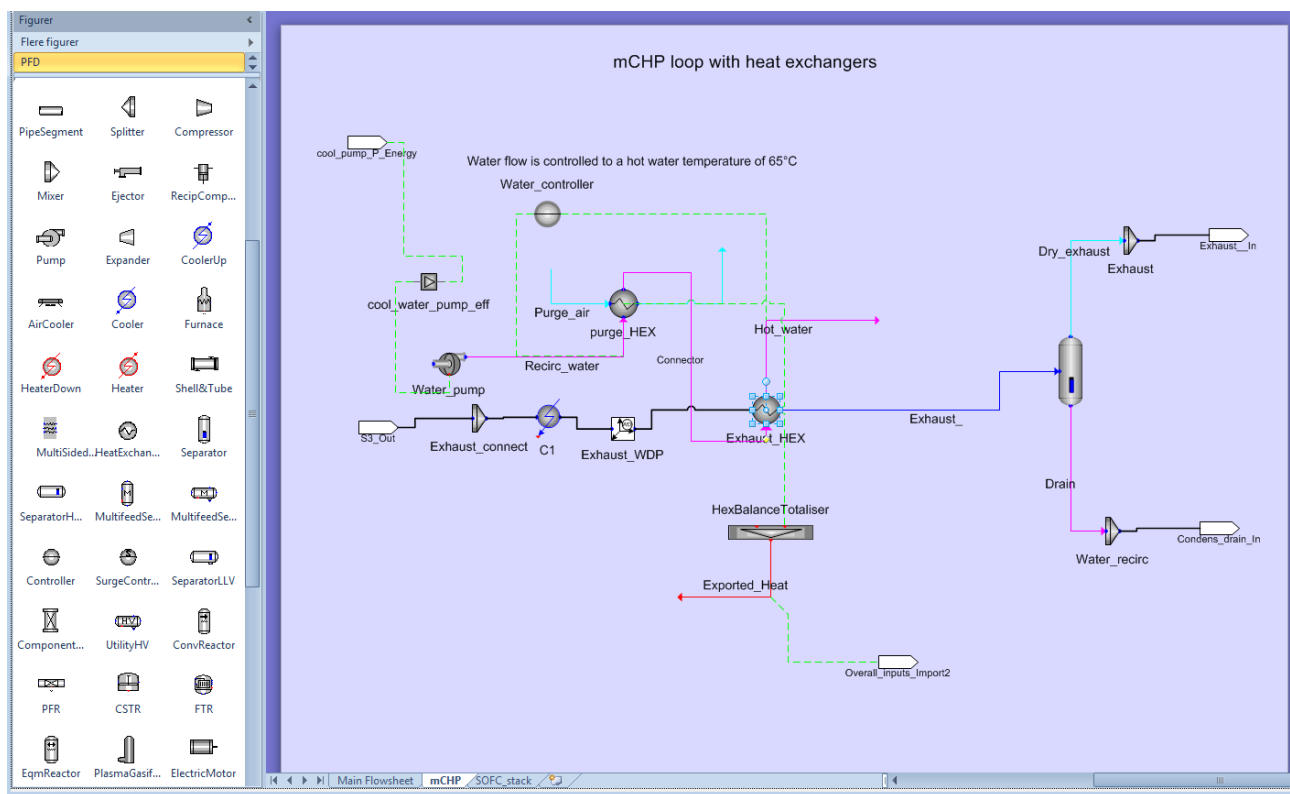 Figurer
Flere figurer
PFD
PipeSegment
Splitter
Compressor
Mixer
Ejector
RecipComp...
Pump
Expander
CoolerUp
AirCooler
Cooler
Furnace
HeaterDown
Heater
Shell&Tube
MultiSided...
HeatExchan...
Separator
SeparatorH...
MultifeedSe...
MultifeedSe...
Controller
SurgeContr...
SeparatorLLV
Component...
UtilityHV
ConvReactor
PFR
CSTR
FTR
EqmReactor
PlasmaGasif...
ElectricMotor
mCHP loop with heat exchangers
cool_pump_P_Energy
Water flow is controlled to a hot water temperature of 65°C
Water_controller
cool_water_pump_eff
Purge_air
purge_HEX
Hot_water
Dry_exhaust
Exhaust
Exhaust__In
Recirc_water
Connector
Water_pump
S3_Out
Exhaust_connect
C1
Exhaust_WDP
Exhaust_HEX
Exhaust_
Drain
HexBalanceTotaliser
Water_recirc
Condens_drain_In
Exported_Heat
Overall_inputs_Import2
Main Flowsheet
mCHP
SOFC_stack